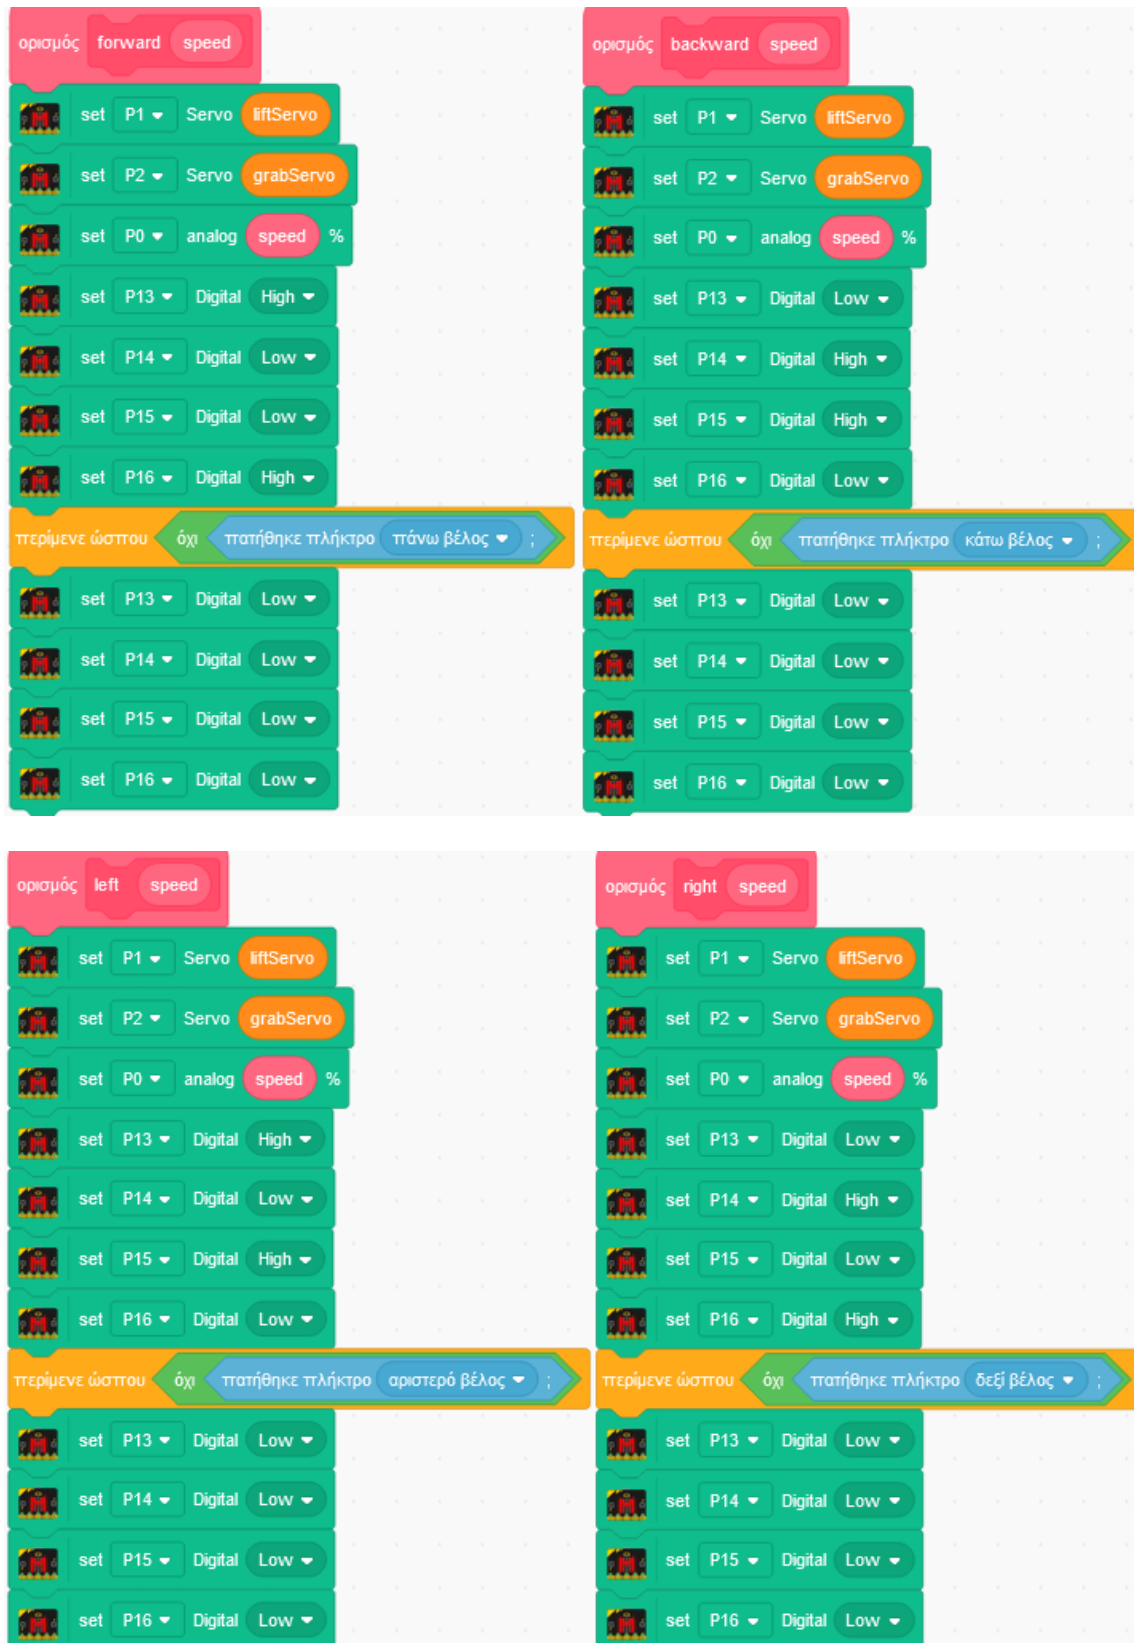 ορισμός forward speed
set P1 Servo liftServo
set P2 Servo grabServo
set P0 analog speed %
set P13 Digital High
set P14 Digital Low
set P15 Digital Low
set P16 Digital High
περίμενε ώσπου όχι πατήθηκε πλήκτρο πάνω βέλος ;
set P13 Digital Low
set P14 Digital Low
set P15 Digital Low
set P16 Digital Low
ορισμός backward speed
set P1 Servo liftServo
set P2 Servo grabServo
set P0 analog speed %
set P13 Digital Low
set P14 Digital High
set P15 Digital High
set P16 Digital Low
περίμενε ώσπου όχι πατήθηκε πλήκτρο κάτω βέλος ;
set P13 Digital Low
set P14 Digital Low
set P15 Digital Low
set P16 Digital Low
ορισμός left speed
set P1 Servo liftServo
set P2 Servo grabServo
set P0 analog speed %
set P13 Digital High
set P14 Digital Low
set P15 Digital High
set P16 Digital Low
περίμενε ώσπου όχι πατήθηκε πλήκτρο αριστερό βέλος ;
set P13 Digital Low
set P14 Digital Low
set P15 Digital Low
set P16 Digital Low
ορισμός right speed
set P1 Servo liftServo
set P2 Servo grabServo
set P0 analog speed %
set P13 Digital Low
set P14 Digital High
set P15 Digital Low
set P16 Digital High
περίμενε ώσπου όχι πατήθηκε πλήκτρο δεξί βέλος ;
set P13 Digital Low
set P14 Digital Low
set P15 Digital Low
set P16 Digital Low